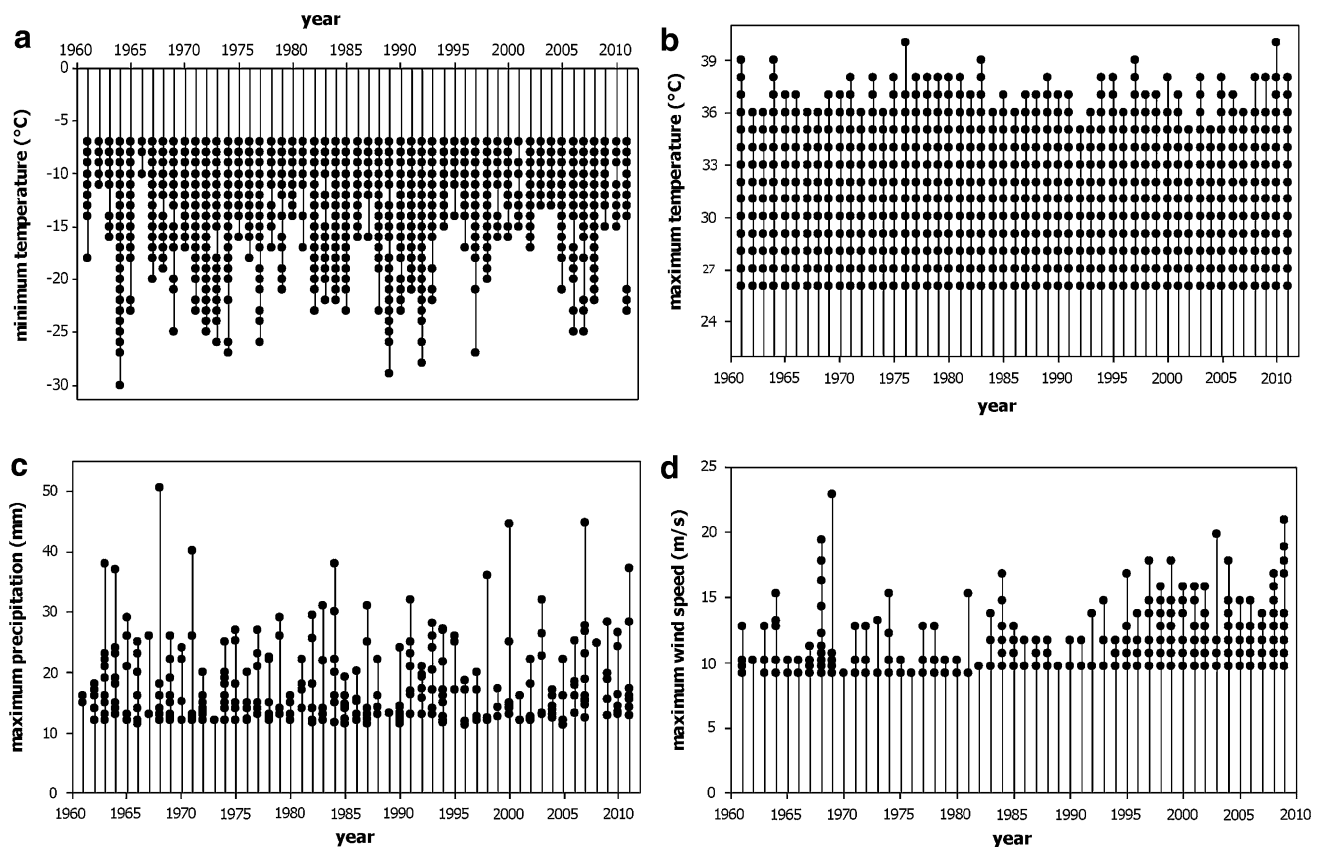 year
a
1960 1965 1970 1975 1980 1985 1990 1995 2000 2005 2010
0
-5
-10
-15
-20
-25
-30
minimum temperature (°C)
b
39
36
33
30
27
24
maximum temperature (°C)
1960 1965 1970 1975 1980 1985 1990 1995 2000 2005 2010
year
c
50
40
30
20
10
0
maximum precipitation (mm)
1960 1965 1970 1975 1980 1985 1990 1995 2000 2005 2010
year
d
25
20
15
10
5
0
maximum wind speed (m/s)
1960 1965 1970 1975 1980 1985 1990 1995 2000 2005 2010
year